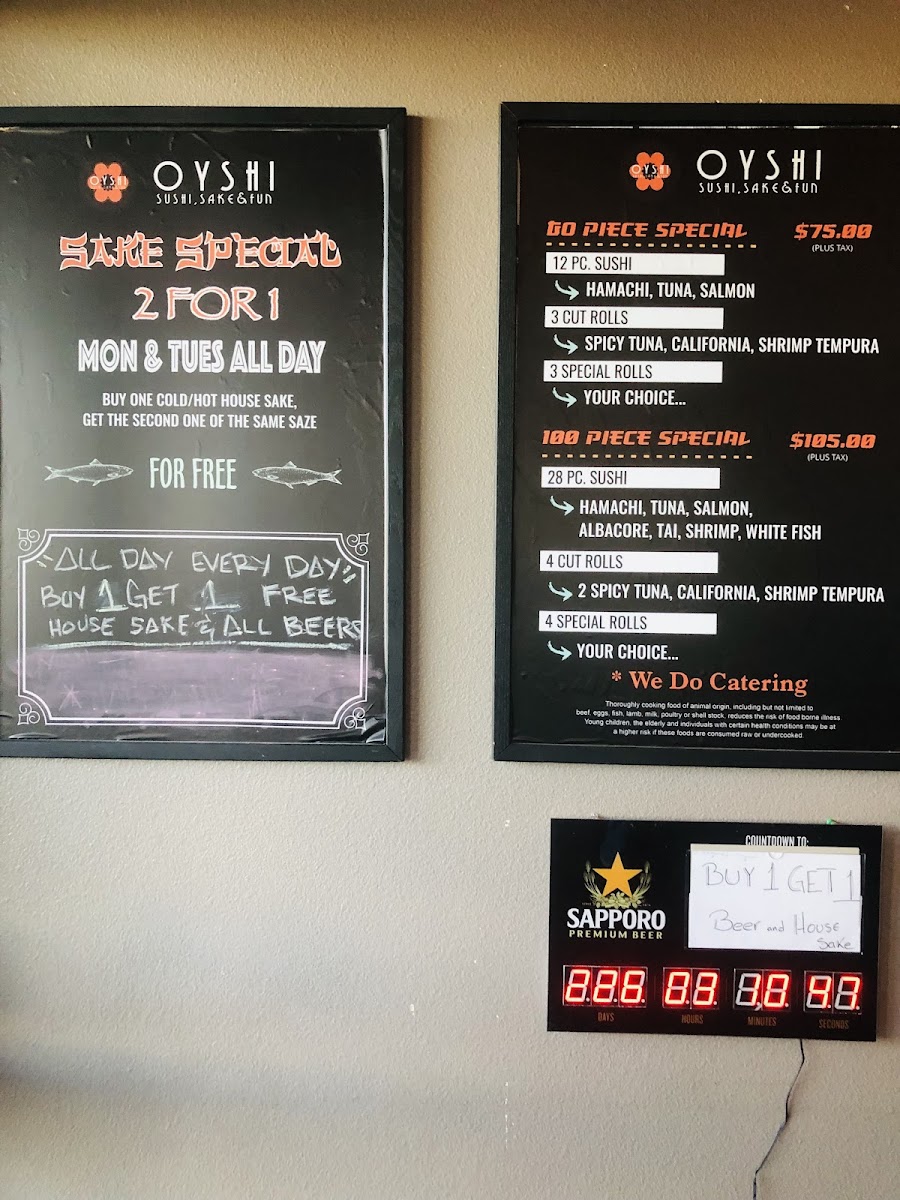 OYSHI
OYSHI
SUSHI, SAKE & FUN
SAKE SPECIAL
2 FOR 1
MON & TUES ALL DAY
BUY ONE COLD/HOT HOUSE SAKE,
GET THE SECOND ONE OF THE SAME SAZE
FOR FREE
"ALL DAY EVERY DAY"
BUY 1 GET 1 FREE
HOUSE SAKE & ALL BEERS
OYSHI
OYSHI
SUSHI, SAKE & FUN
60 PIECE SPECIAL $75.00
(PLUS TAX)
12 PC. SUSHI
HAMACHI, TUNA, SALMON
3 CUT ROLLS
SPICY TUNA, CALIFORNIA, SHRIMP TEMPURA
3 SPECIAL ROLLS
YOUR CHOICE...
100 PIECE SPECIAL $105.00
(PLUS TAX)
28 PC. SUSHI
HAMACHI, TUNA, SALMON,
ALBACORE, TAI, SHRIMP, WHITE FISH
4 CUT ROLLS
2 SPICY TUNA, CALIFORNIA, SHRIMP TEMPURA
4 SPECIAL ROLLS
YOUR CHOICE...
* We Do Catering
Thoroughly cooking food of animal origin, including but not limited to
beef, eggs, fish, lamb, milk, poultry or shell stock, reduces the risk of food borne illness
Young children, the elderly and individuals with certain health conditions may be at
a higher risk if these foods are consumed raw or undercooked.
COUNTDOWN TO:
BUY 1 GET 1
Beer and House
Sake
SAPPORO
PREMIUM BEER
03
DAYS HOURS MINUTES SECONDS